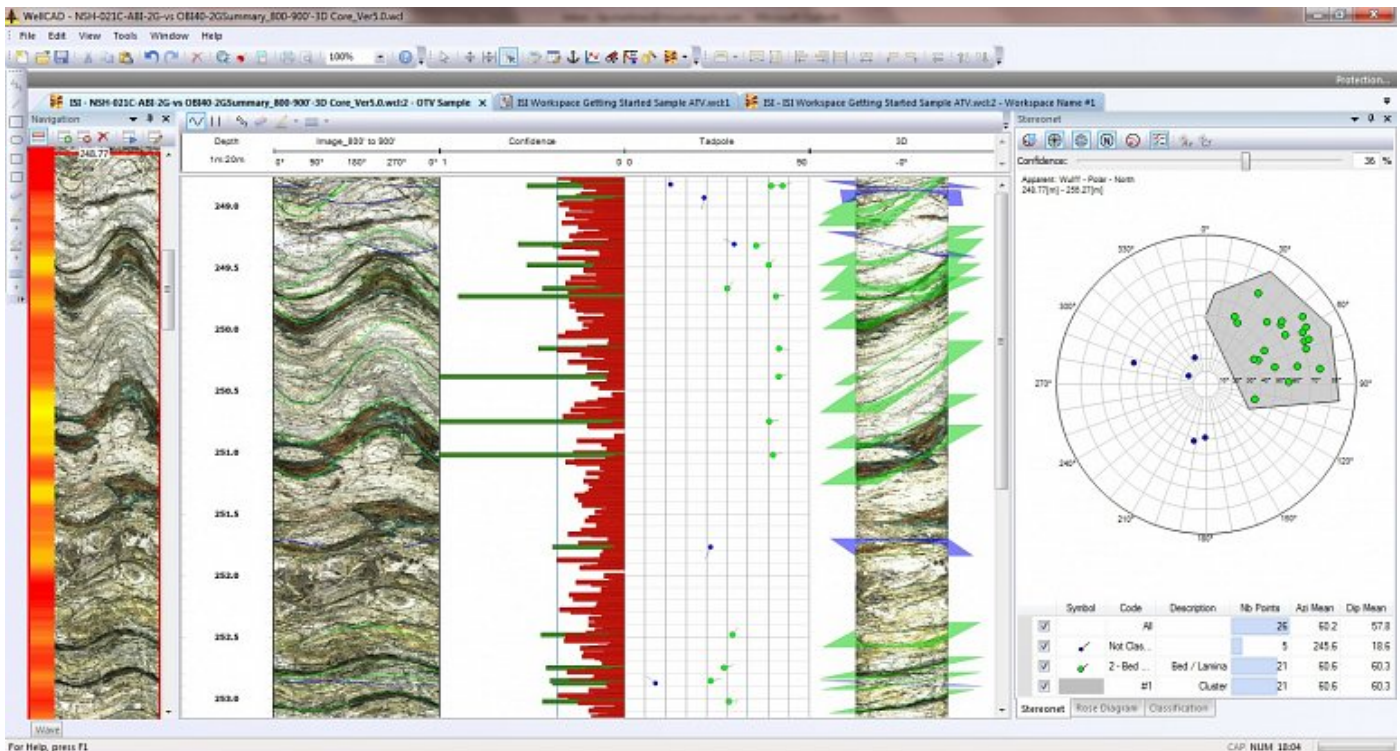 WellCAD - NSH-021C-ABI-2G-vs OBI40-2GSummary_800-900'-3D Core_Ver5.0.wcl
File Edit View Tools Window Help
100%
Protection...
ISI - NSH-021C-ABI-2G-vs OBI40-2GSummary_800-900'-3D Core_Ver5.0.wcl:2 - OTV Sample X ISI Workspace Getting Started Sample ATV.wcl:1 ISI - ISI Workspace Getting Started Sample ATV.wcl:2 - Workspace Name #1
Navigation
248.77
Depth Image_800' to 900' Confidence Tadpole 3D
1m:20m 0° 90° 180° 270° 0° 1 0 0 90 -0°
249.0
249.5
250.0
250.5
251.0
251.5
252.0
252.5
253.0
Stereonet
Confidence: 36 %
Apparent: Wulff - Polar - North
248.77[m] - 256.27[m]
0°
330° 30°
300° 60°
270° 90°
240° 120°
210° 150°
180°
Symbol Code Description Nb Points Azi Mean Dip Mean
All 26 60.2 57.8
Not Clas... 5 245.6 18.6
2 - Bed ... Bed / Lamina 21 60.6 60.3
#1 Cluster 21 60.6 60.3
Stereonet Rose Diagram Classification
Wave
For Help, press F1
CAP NUM 18:04